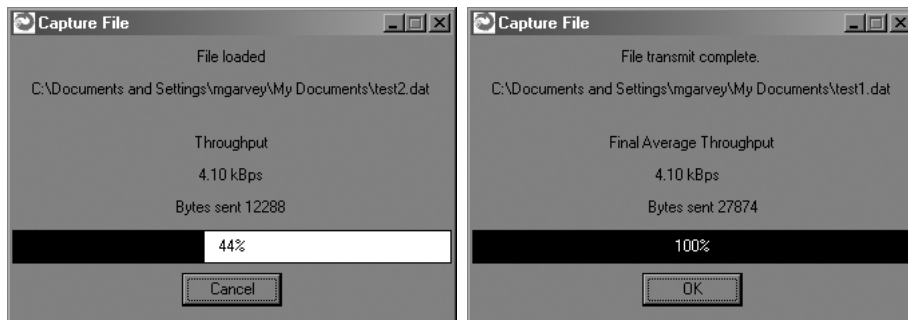 Capture File
File loaded
C:\Documents and Settings\mgarvey\My Documents\test2.dat
Throughput
4.10 kBps
Bytes sent 12288
44%
Cancel
Capture File
File transmit complete.
C:\Documents and Settings\mgarvey\My Documents\test1.dat
Final Average Throughput
4.10 kBps
Bytes sent 27874
100%
OK